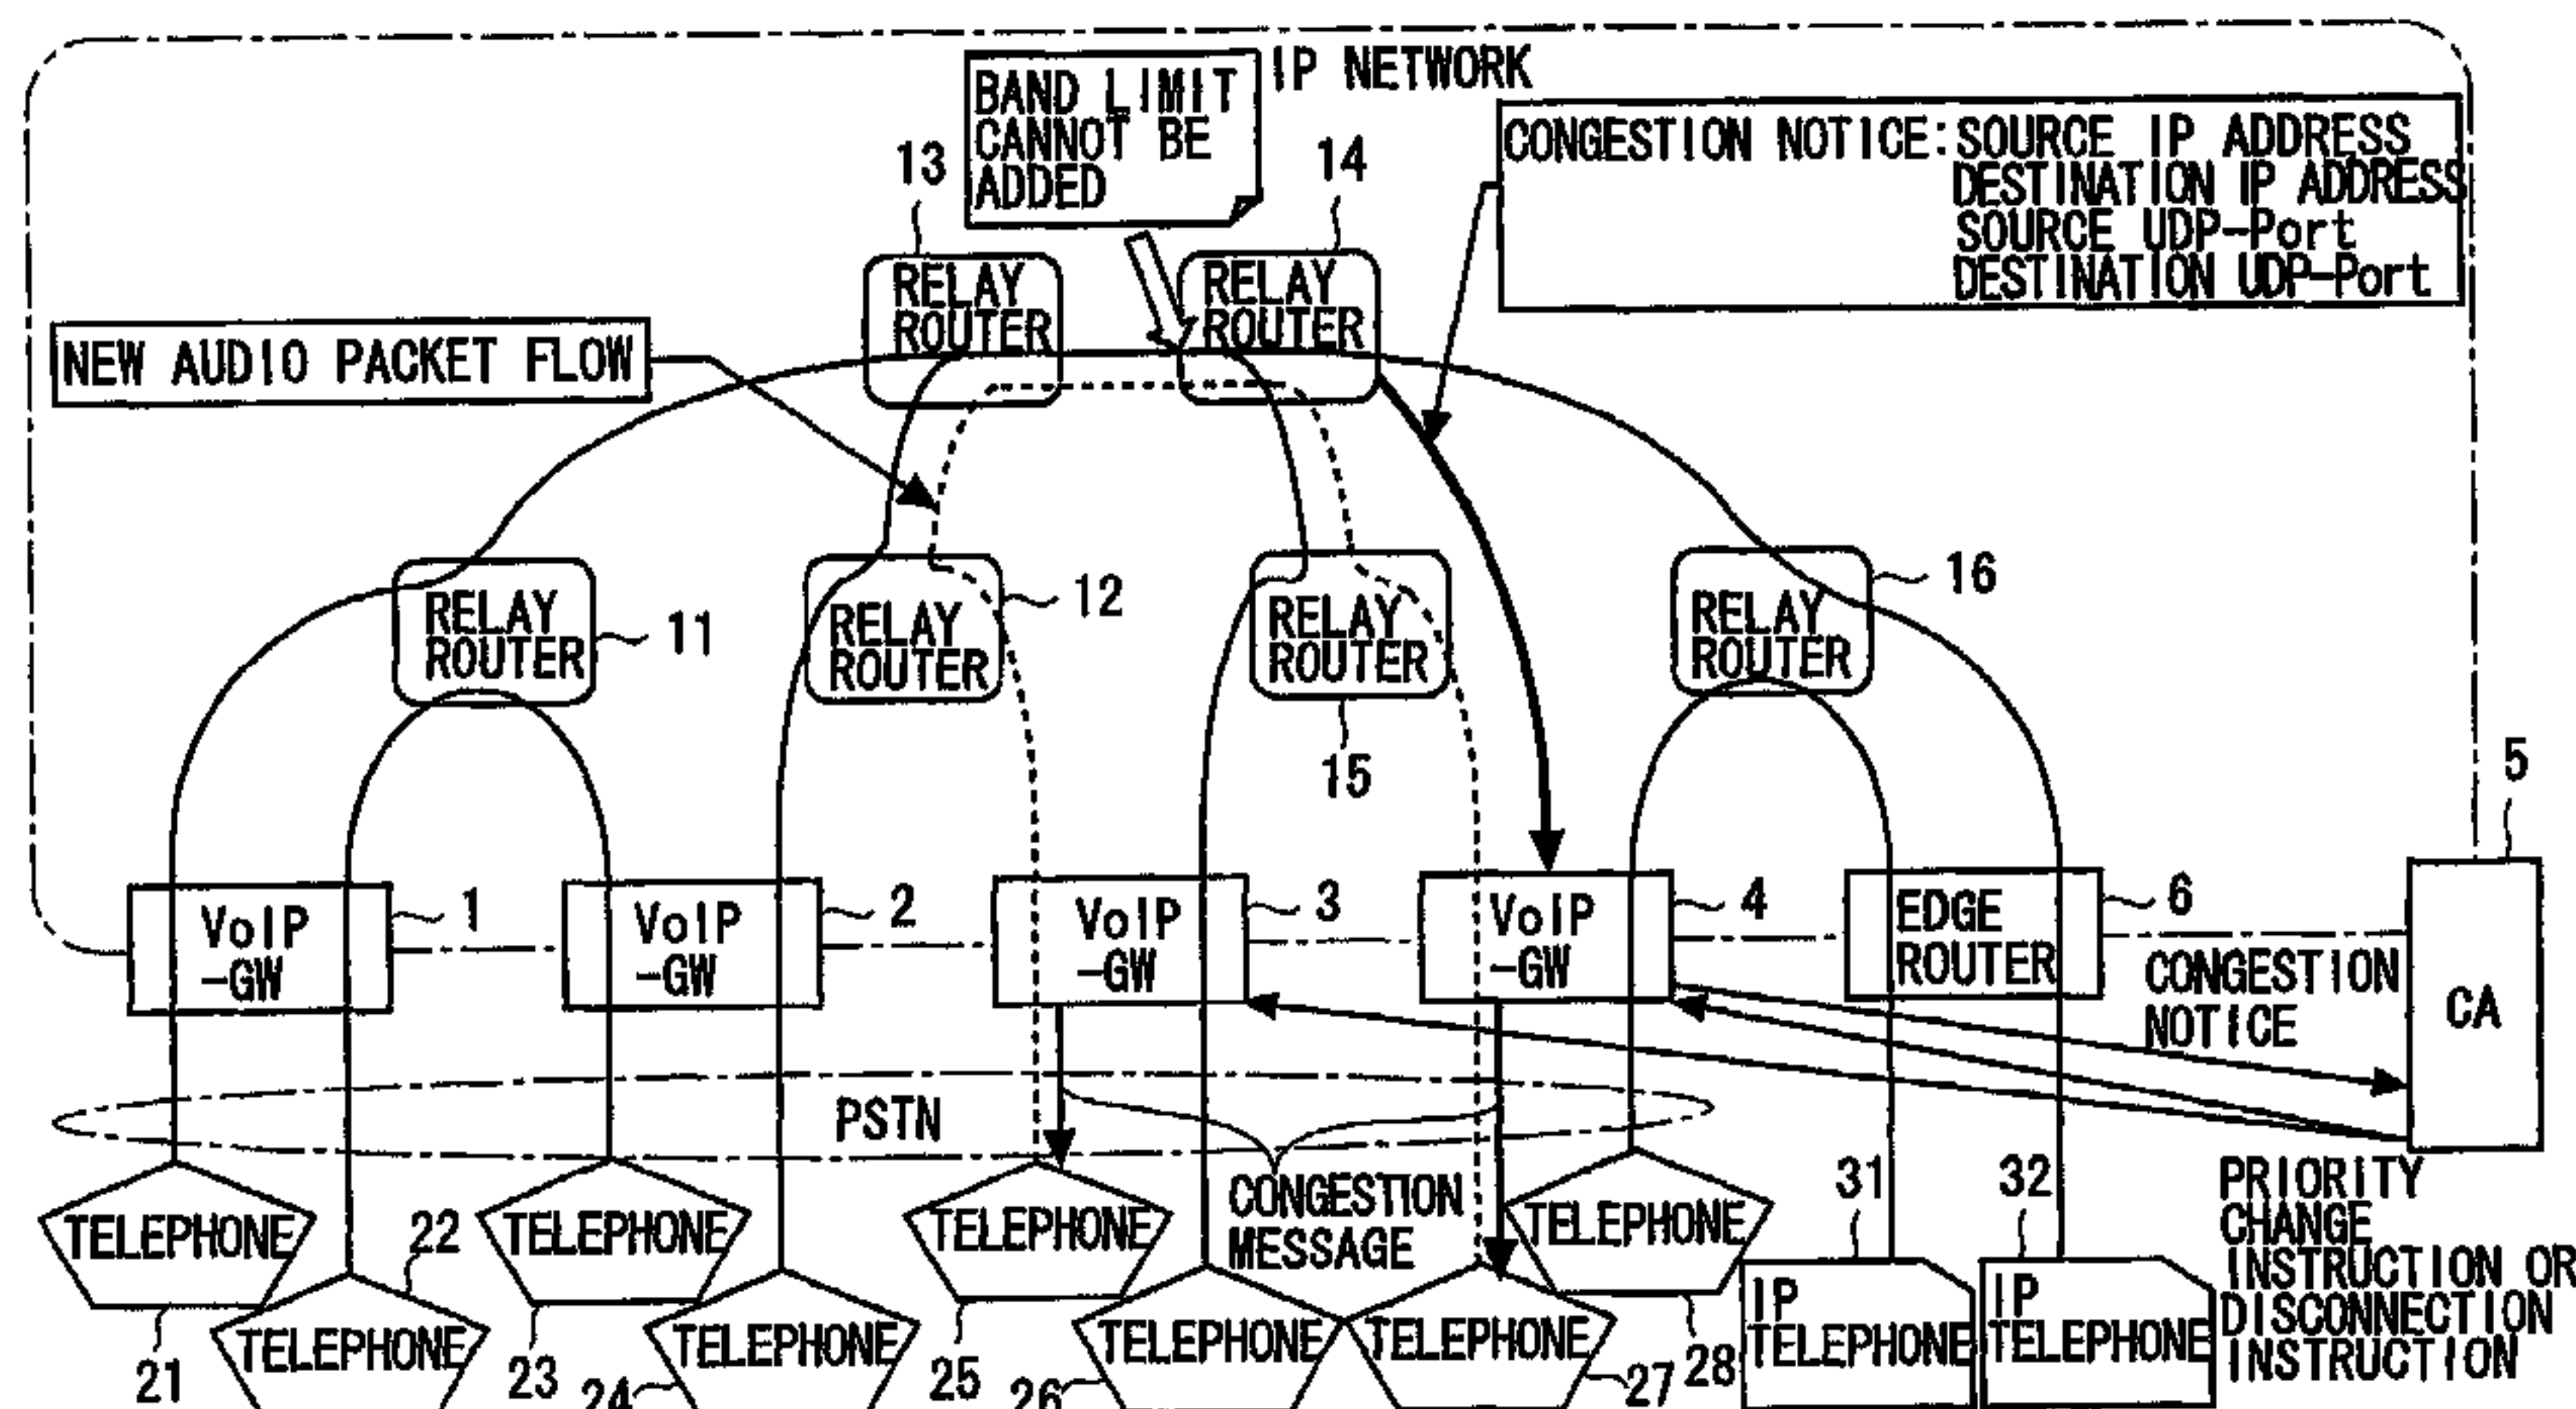 IP NETWORK
BAND LIMIT
CANNOT BE
ADDED
CONGESTION NOTICE:SOURCE IP ADDRESS
DESTINATION IP ADDRESS
SOURCE UDP-Port
DESTINATION UDP-Port
13
14
RELAY
ROUTER
RELAY
ROUTER
NEW AUDIO PACKET FLOW
RELAY
ROUTER
11
RELAY
ROUTER
12
RELAY
ROUTER
15
RELAY
ROUTER
16
5
VoIP
-GW
1
VoIP
-GW
2
VoIP
-GW
3
VoIP
-GW
4
EDGE
ROUTER
6
CONGESTION
NOTICE
CA
PSTN
CONGESTION
MESSAGE
TELEPHONE
21
TELEPHONE
22
TELEPHONE
23
TELEPHONE
24
TELEPHONE
25
TELEPHONE
26
TELEPHONE
27
TELEPHONE
28
31
IP
TELEPHONE
32
IP
TELEPHONE
PRIORITY
CHANGE
INSTRUCTION OR
DISCONNECTION
INSTRUCTION